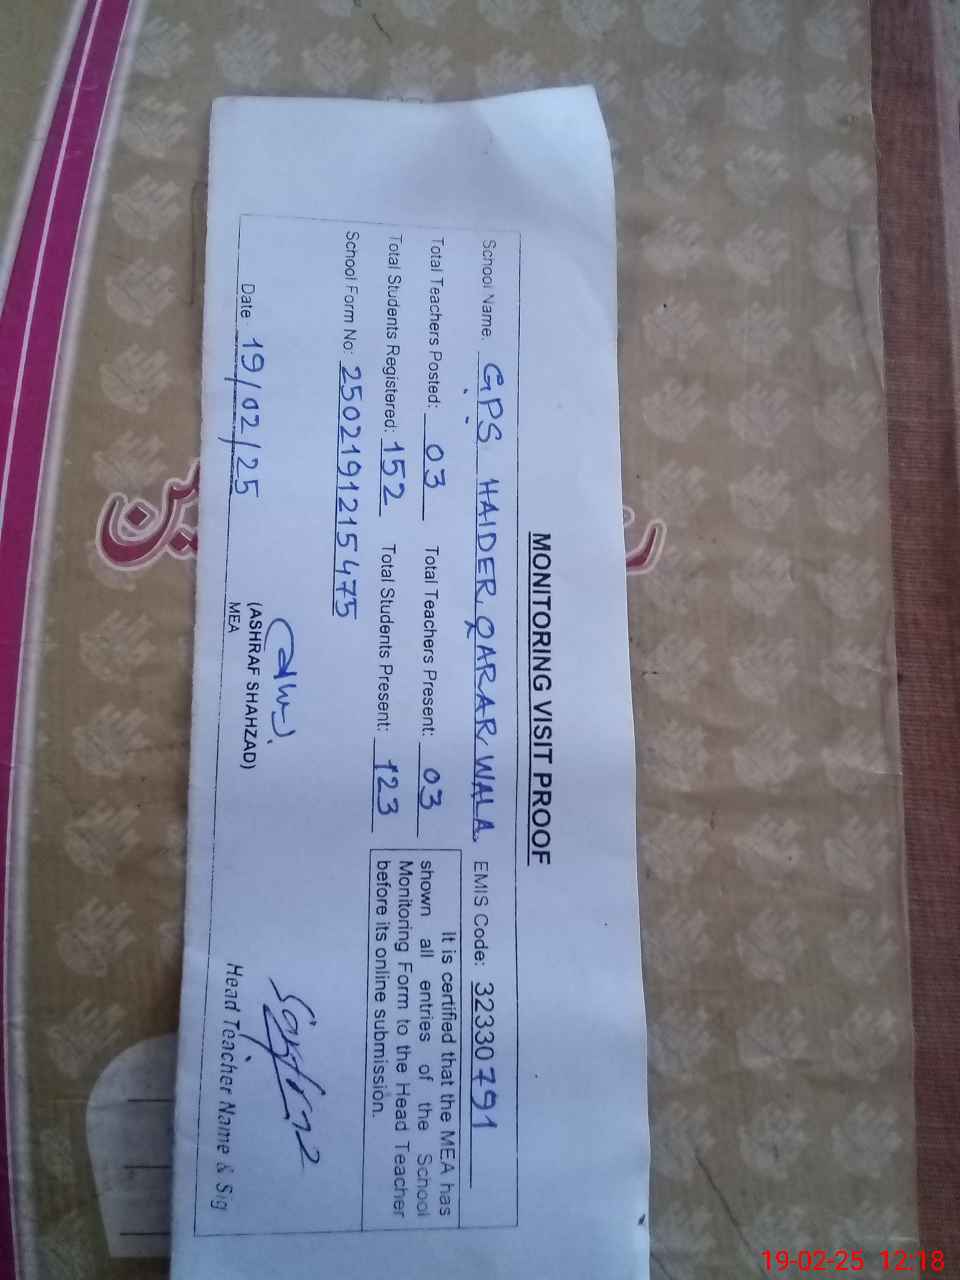 MONITORING VISIT PROOF
School Name: G.P.S HAIDER QARAR WALA EMIS Code: 32330791
Total Teachers Posted: 03 Total Teachers Present: 03
Total Students Registered: 152 Total Students Present: 123
School Form No: 2502191215475
It is certified that the MEA has
shown all entries of the School
Monitoring Form to the Head Teacher
before its online submission.
Date 19/02/25
(ASHRAF SHAHZAD)
MEA
Head Teacher Name & Sig
19-02-25 12:18